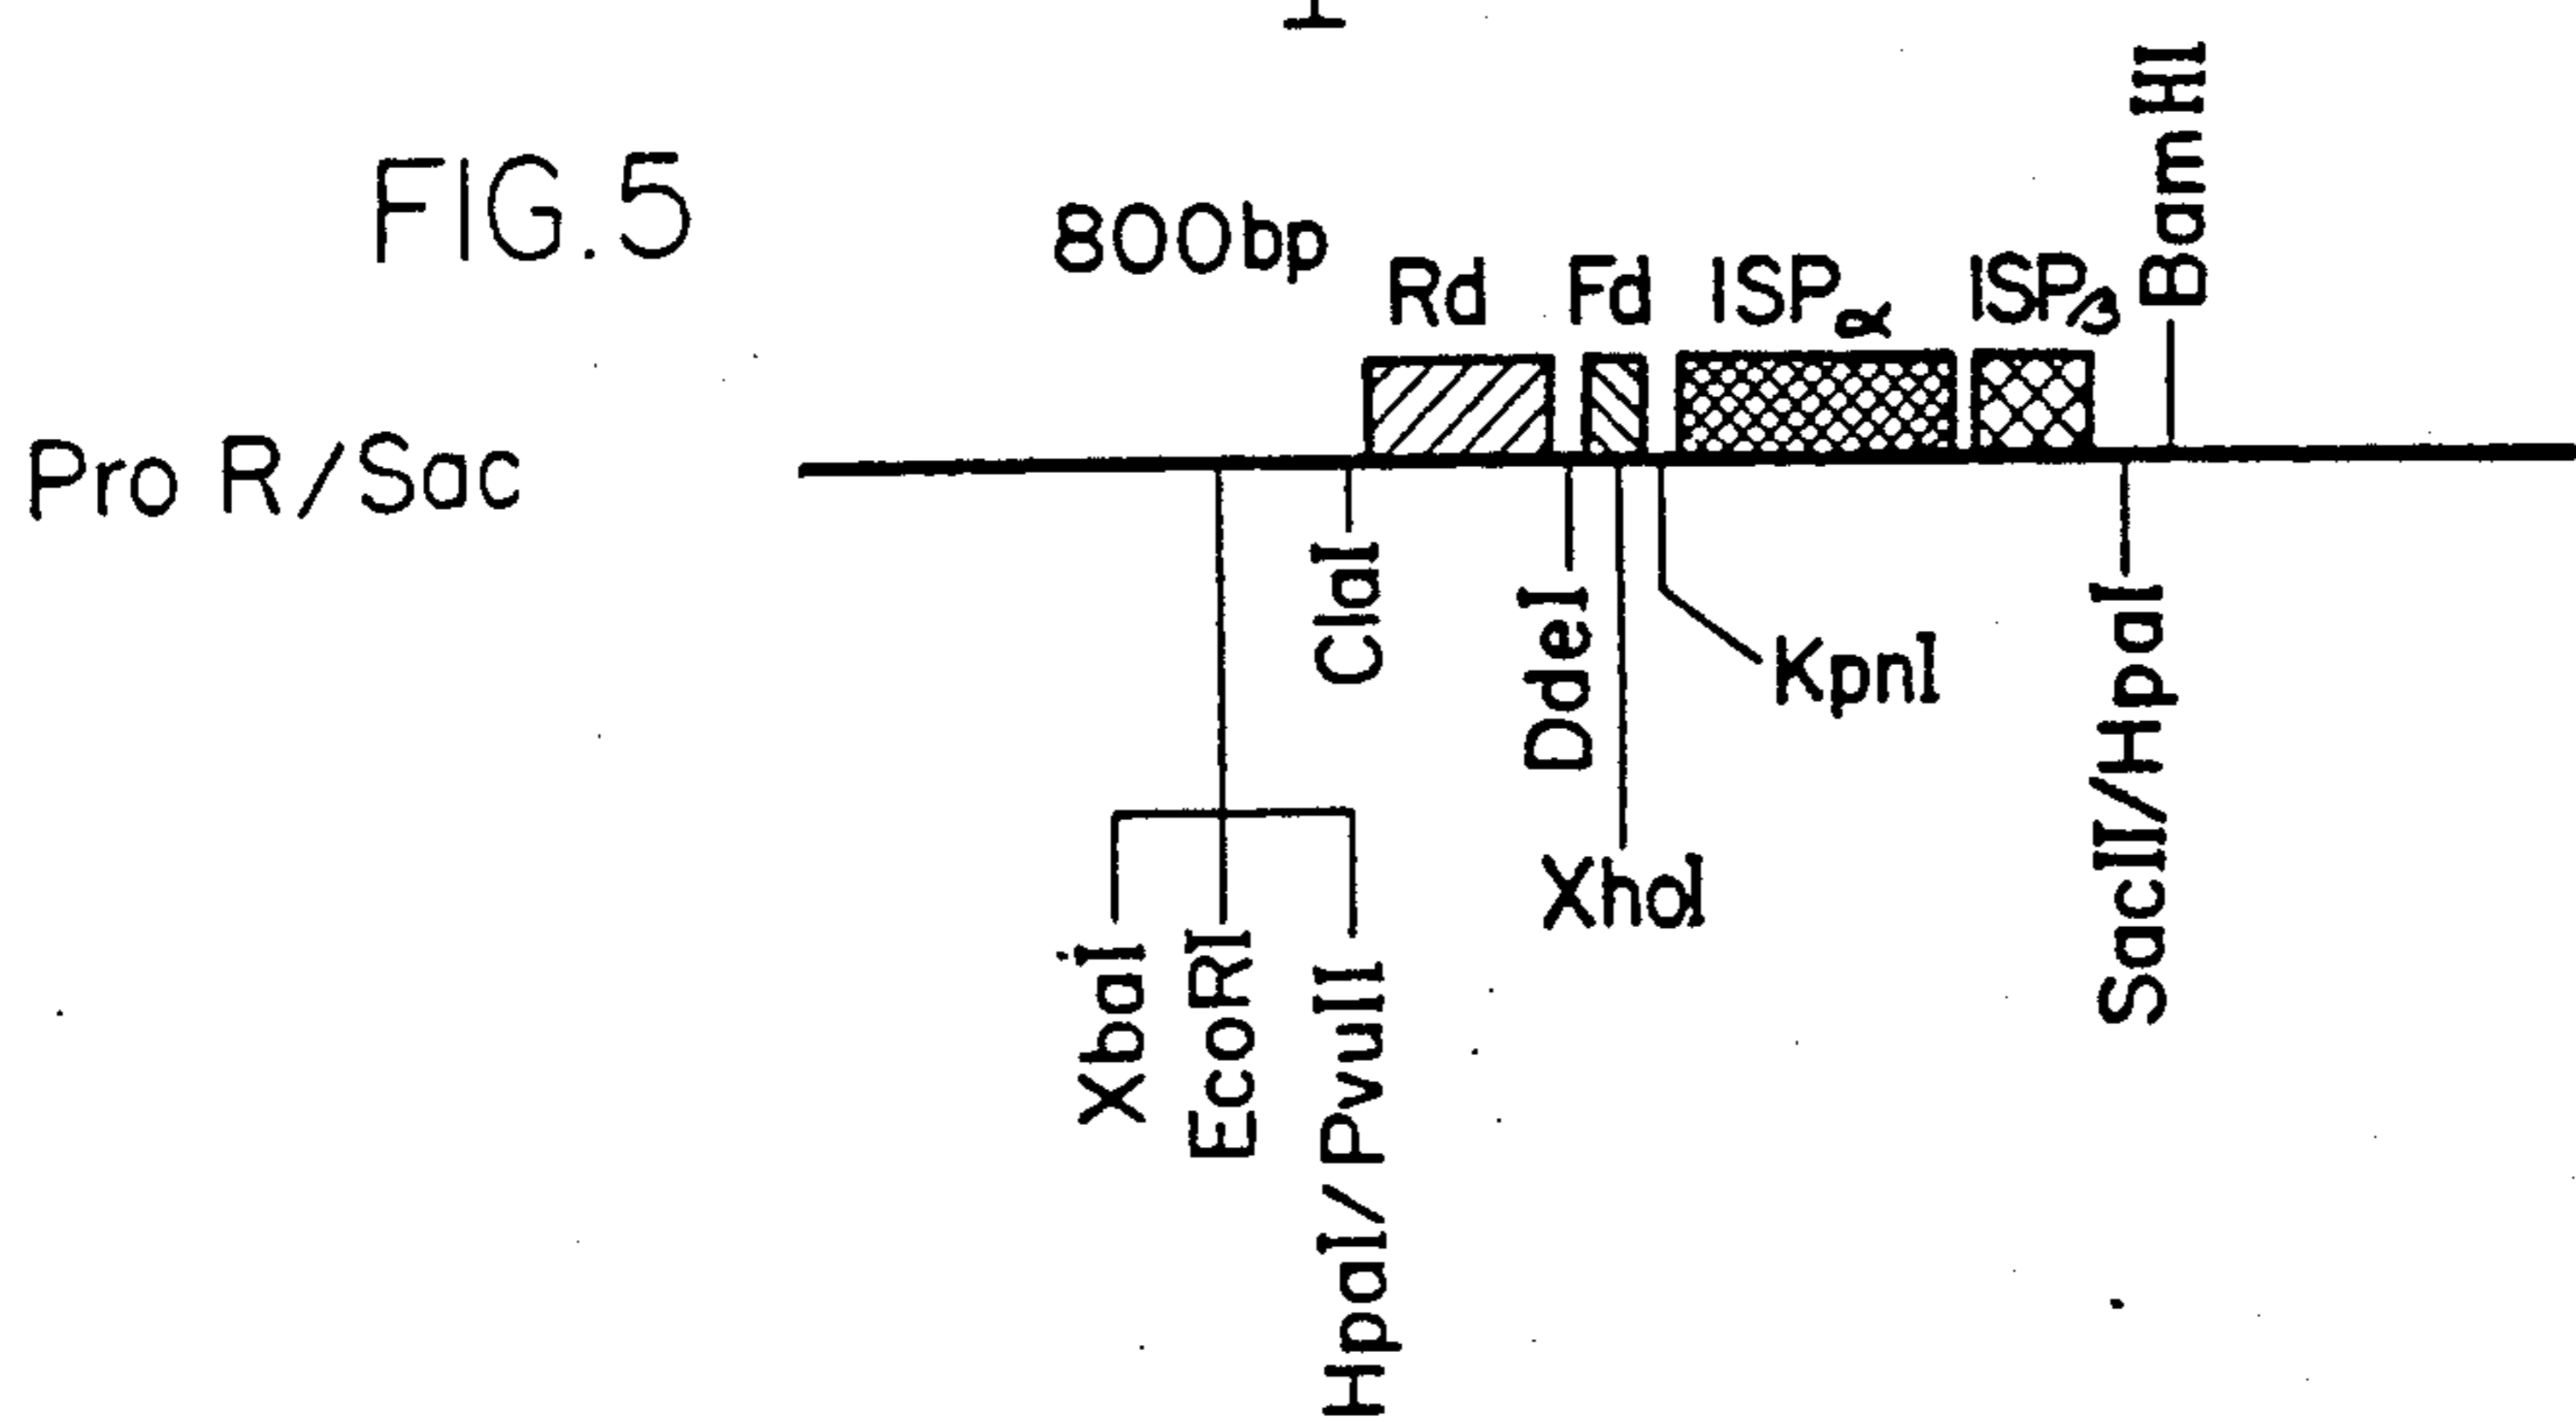 FIG.5
800bp
Rd Fd ISPα ISPβ BamHI
Pro R/Sac
ClaI
DdeI
KpnI
XhoI
SacII/HpaI
XbaI
EcoRI
HpaI/PvuII